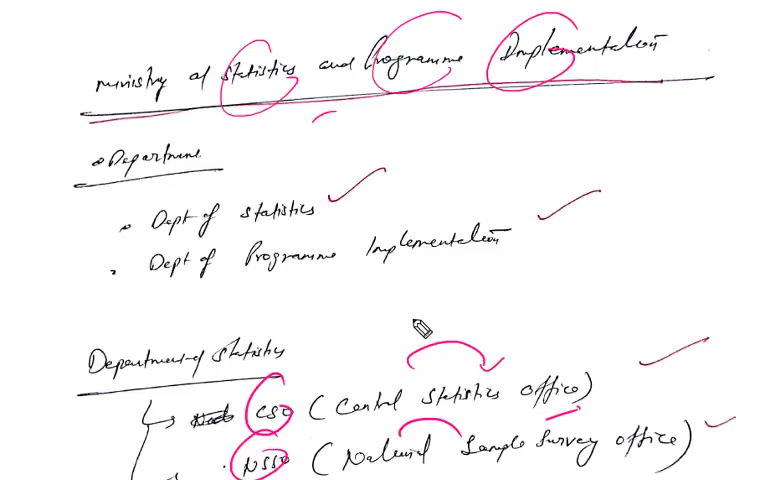 Ministry of Statistics and Programme Implementation
Department
Dept of Statistics
Dept of Programme Implementation
Department of Statistics
CSO (Central Statistics Office)
NSSO (National Sample Survey Office)